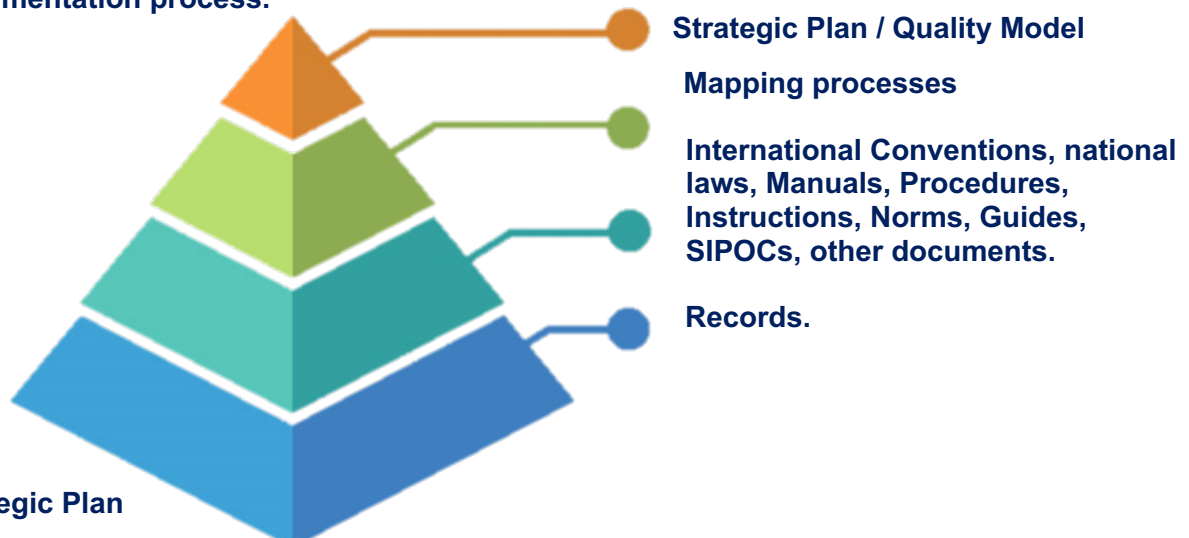 mentation process.
Strategic Plan / Quality Model
Mapping processes
International Conventions, national
laws, Manuals, Procedures,
Instructions, Norms, Guides,
SIPOCs, other documents.
Records.
egic Plan